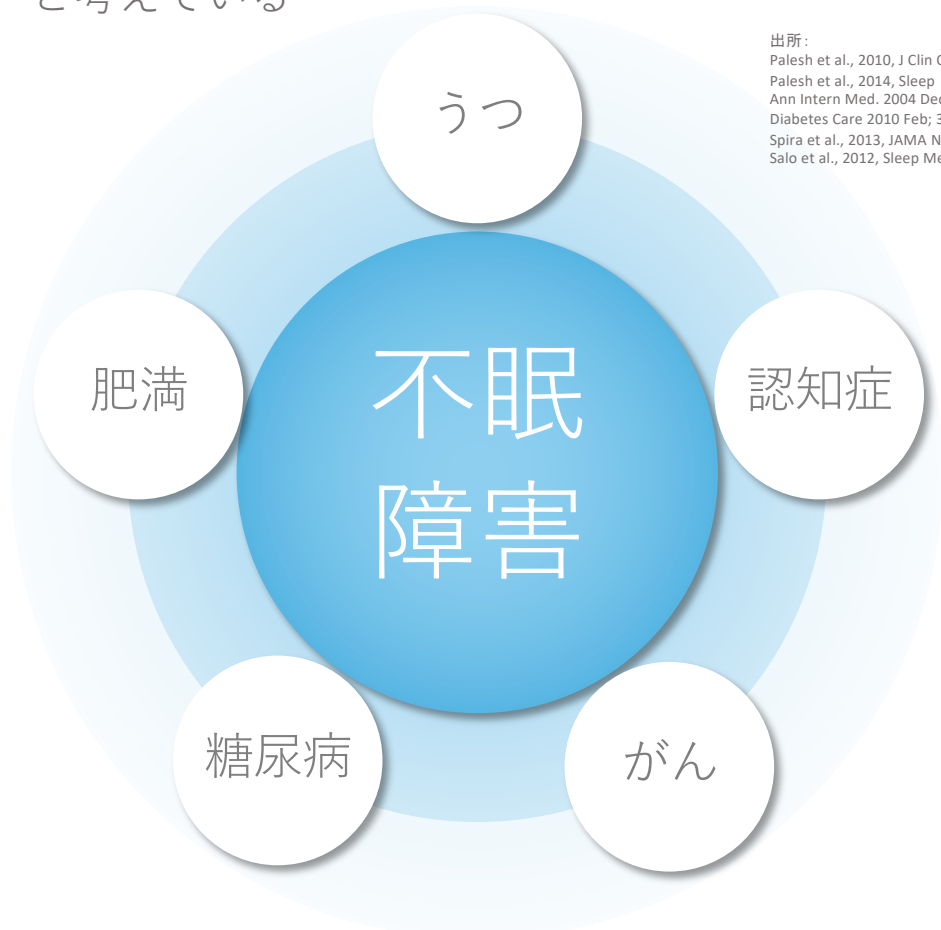 と考えている
出所:
Palesh et al., 2010, J Clin
Palesh et al., 2014, Sleep
Ann Intern Med. 2004 Dec
Diabetes Care 2010 Feb; 3
Spira et al., 2013, JAMA N
Salo et al., 2012, Sleep Me
うつ
肥満
認知症
不眠
障害
糖尿病
がん